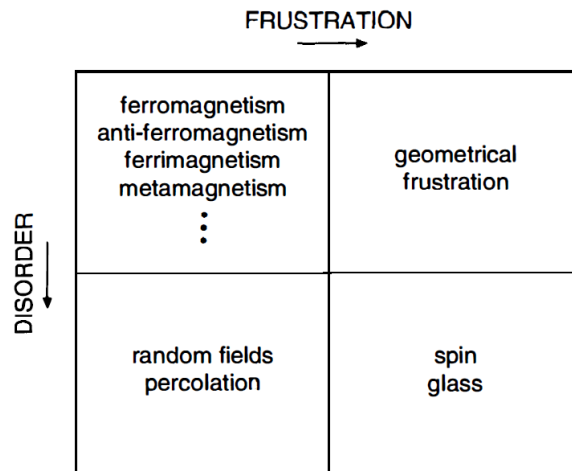 FRUSTRATION
ferromagnetism
anti-ferromagnetism
ferrimagnetism
metamagnetism
geometrical
frustration
DISORDER
random fields
percolation
spin
glass